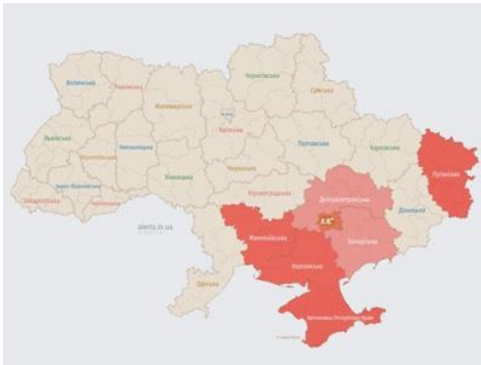 Чернігівська
Волинська
Рівненська
Житомирська
Сумська
Київська
Львівська
Полтавська
Харківська
Тернопільська
Хмельницька
Черкаська
Луганська
Івано-Франківська
Вінницька
Закарпатська
Чернівецька
Кіровоградська
Дніпропетровська
Донецька
alerts.in.ua
Миколаївська
Запорізька
Херсонська
Одеська
Автономна Республіка Крим